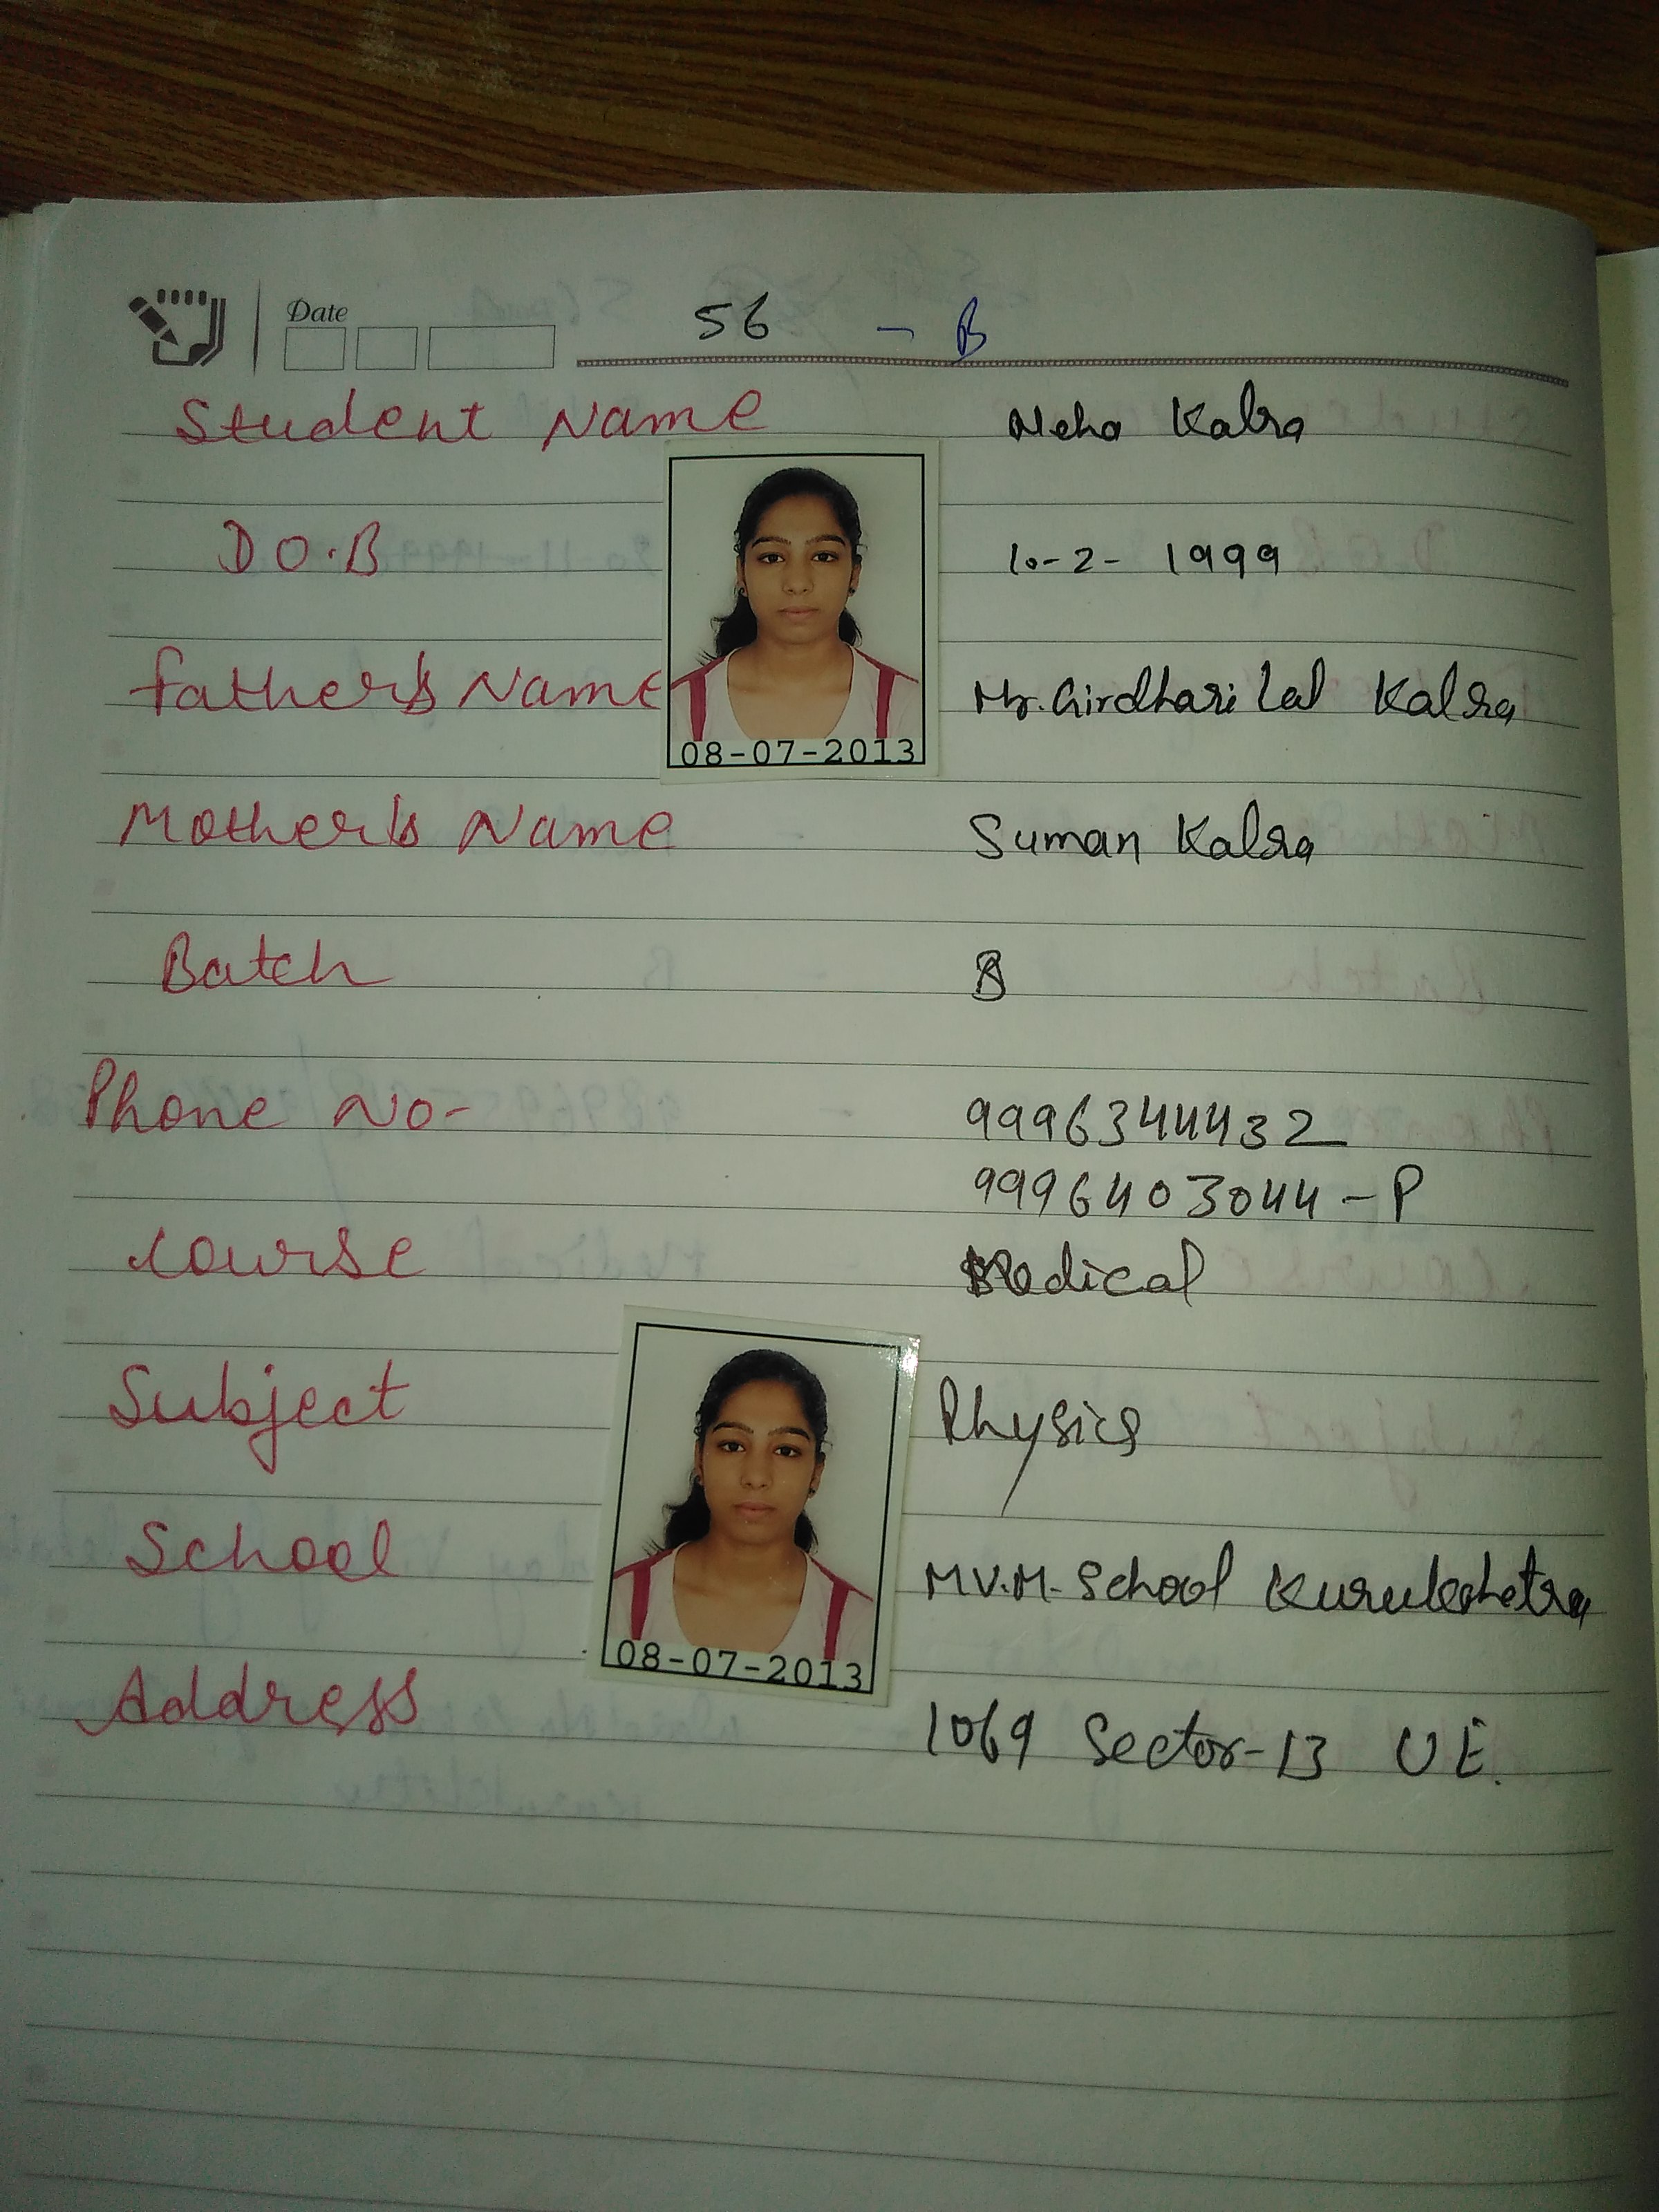 Date 56 - B
Student Name Neha Kalra
D O.B 10-2-1999
Father's Name Mr. Girdhari Lal Kalra
08-07-2013
Mother's Name Suman Kalra
Batch B
Phone No- 9996344432
9996403044 - P
Course Medical
Subject Physics
School M.V.M. School Kurukshetra
08-07-2013
Address 1069 Sector-13 U E.